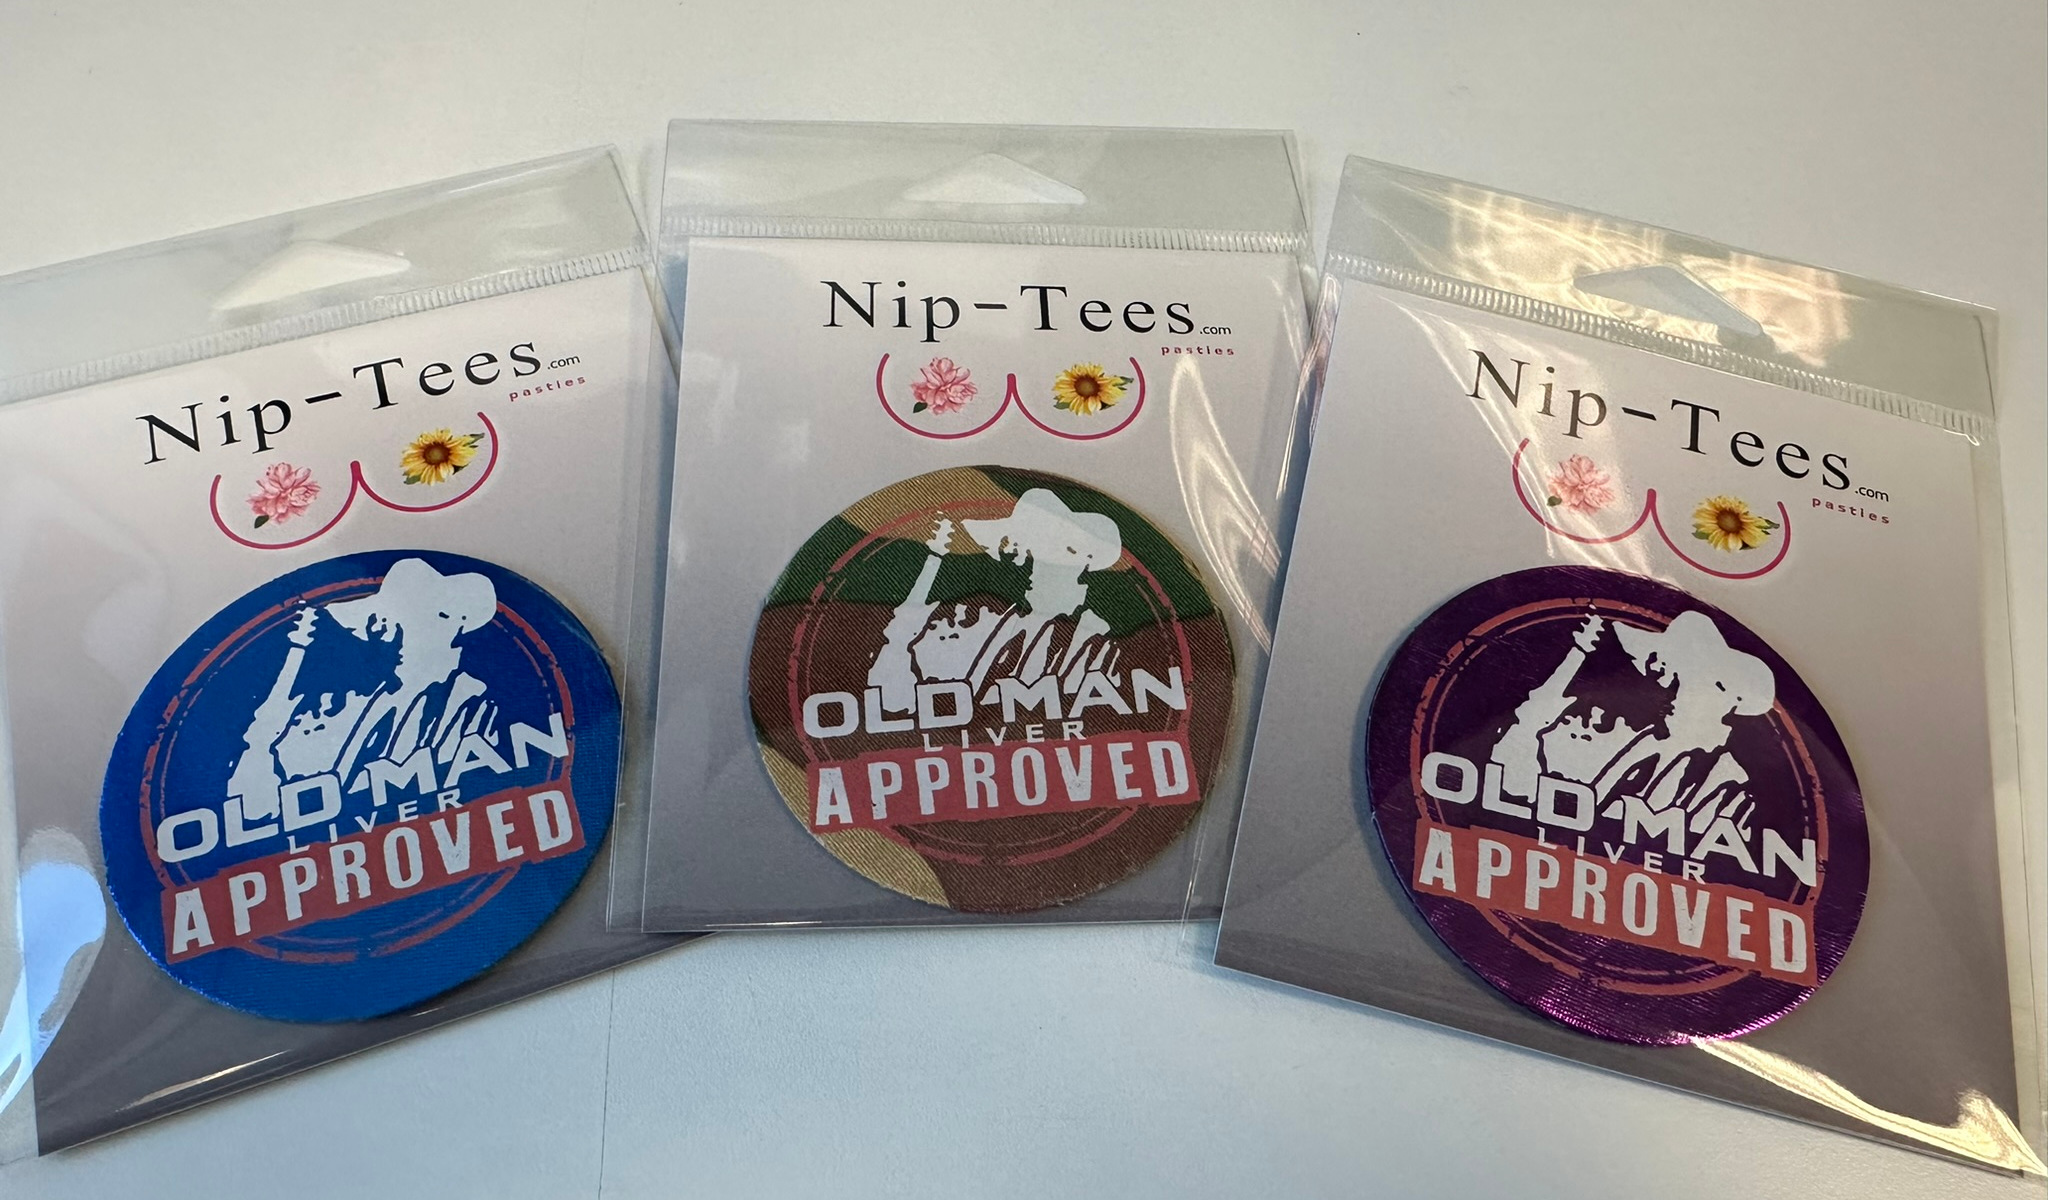 Nip-Tees.com
pasties
OLD MAN
LIVER
APPROVED
Nip-Tees.com
pasties
OLD MAN
LIVER
APPROVED
Nip-Tees.com
pasties
OLD MAN
LIVER
APPROVED